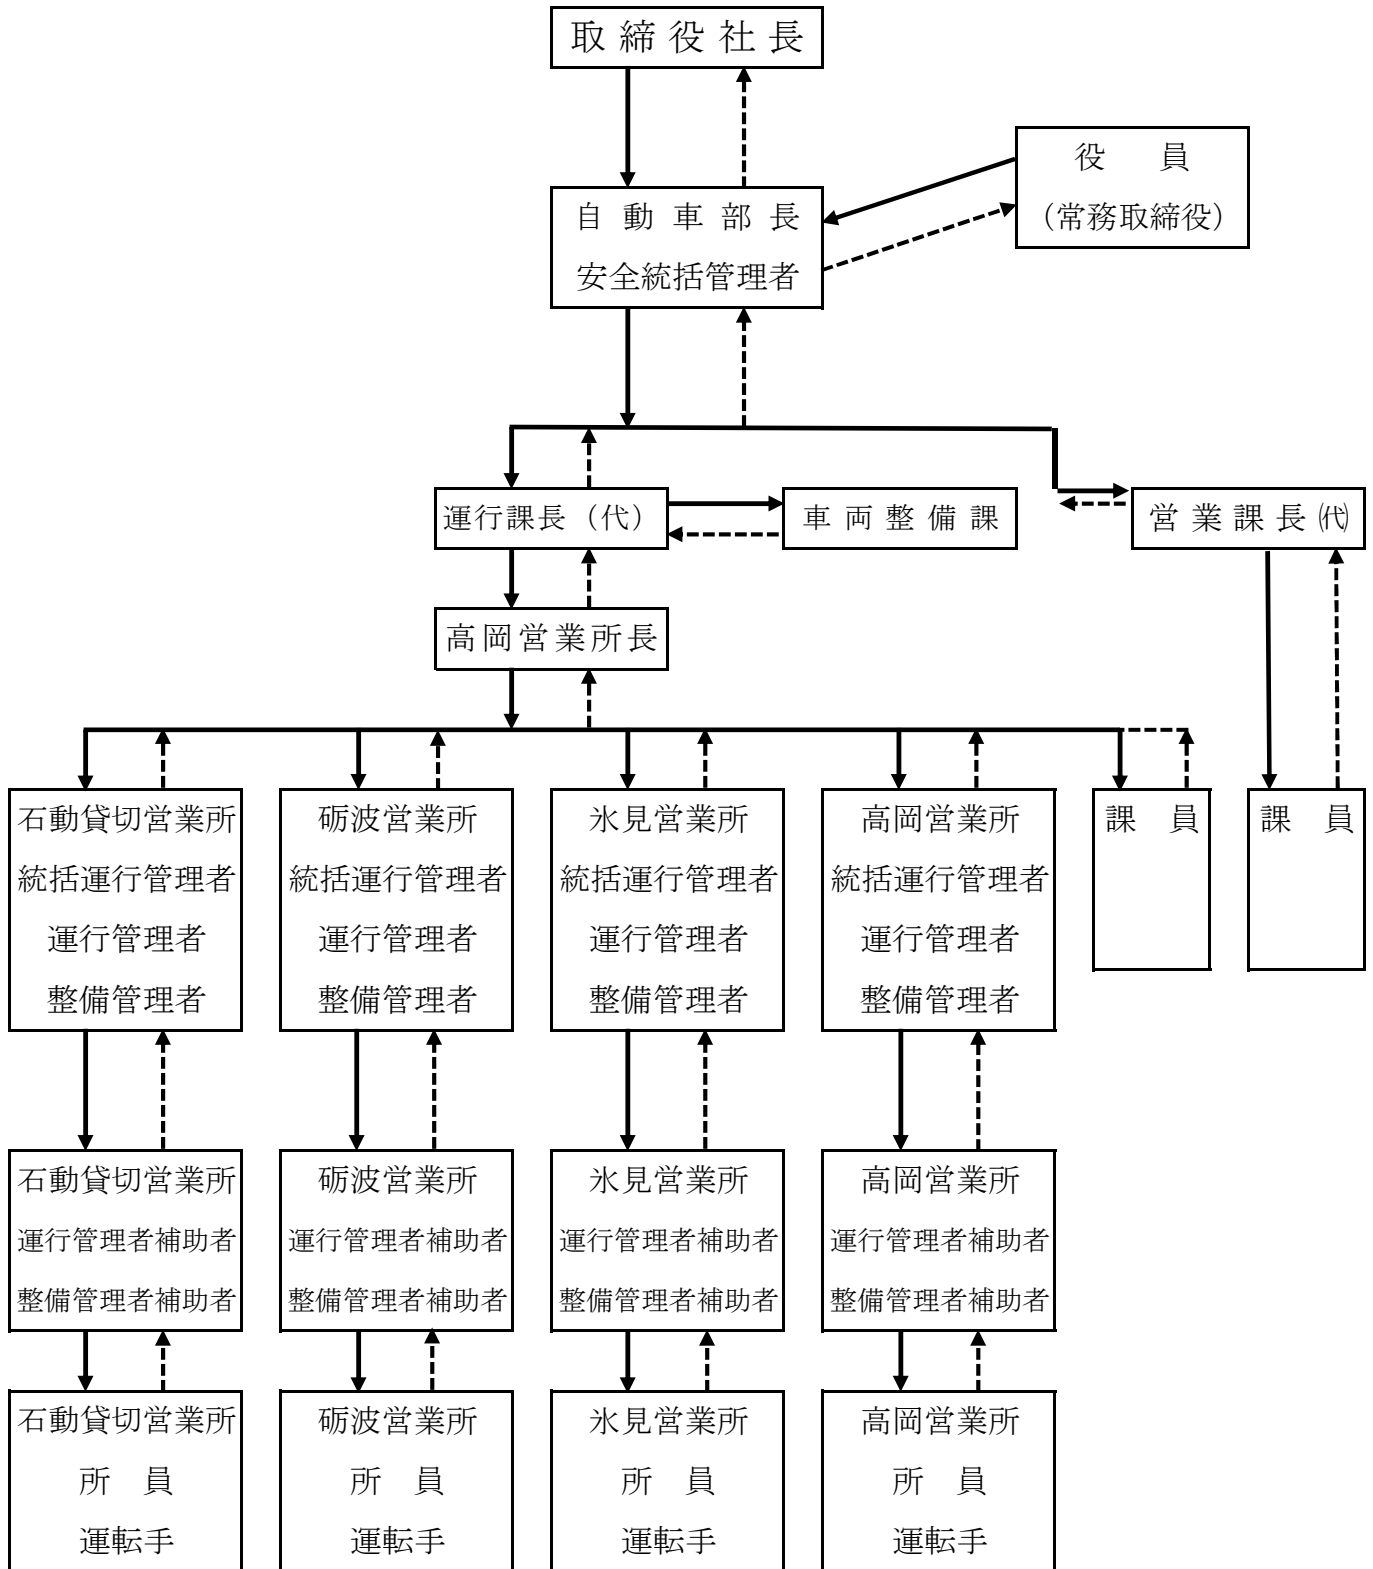 取締役社長
役　員
（常務取締役）
自動車部長
安全統括管理者
運行課長（代）
車両整備課
営業課長㈹
高岡営業所長
石動貸切営業所
統括運行管理者
運行管理者
整備管理者
砺波営業所
統括運行管理者
運行管理者
整備管理者
氷見営業所
統括運行管理者
運行管理者
整備管理者
高岡営業所
統括運行管理者
運行管理者
整備管理者
課　員
課　員
石動貸切営業所
運行管理者補助者
整備管理者補助者
砺波営業所
運行管理者補助者
整備管理者補助者
氷見営業所
運行管理者補助者
整備管理者補助者
高岡営業所
運行管理者補助者
整備管理者補助者
石動貸切営業所
所　員
運転手
砺波営業所
所　員
運転手
氷見営業所
所　員
運転手
高岡営業所
所　員
運転手